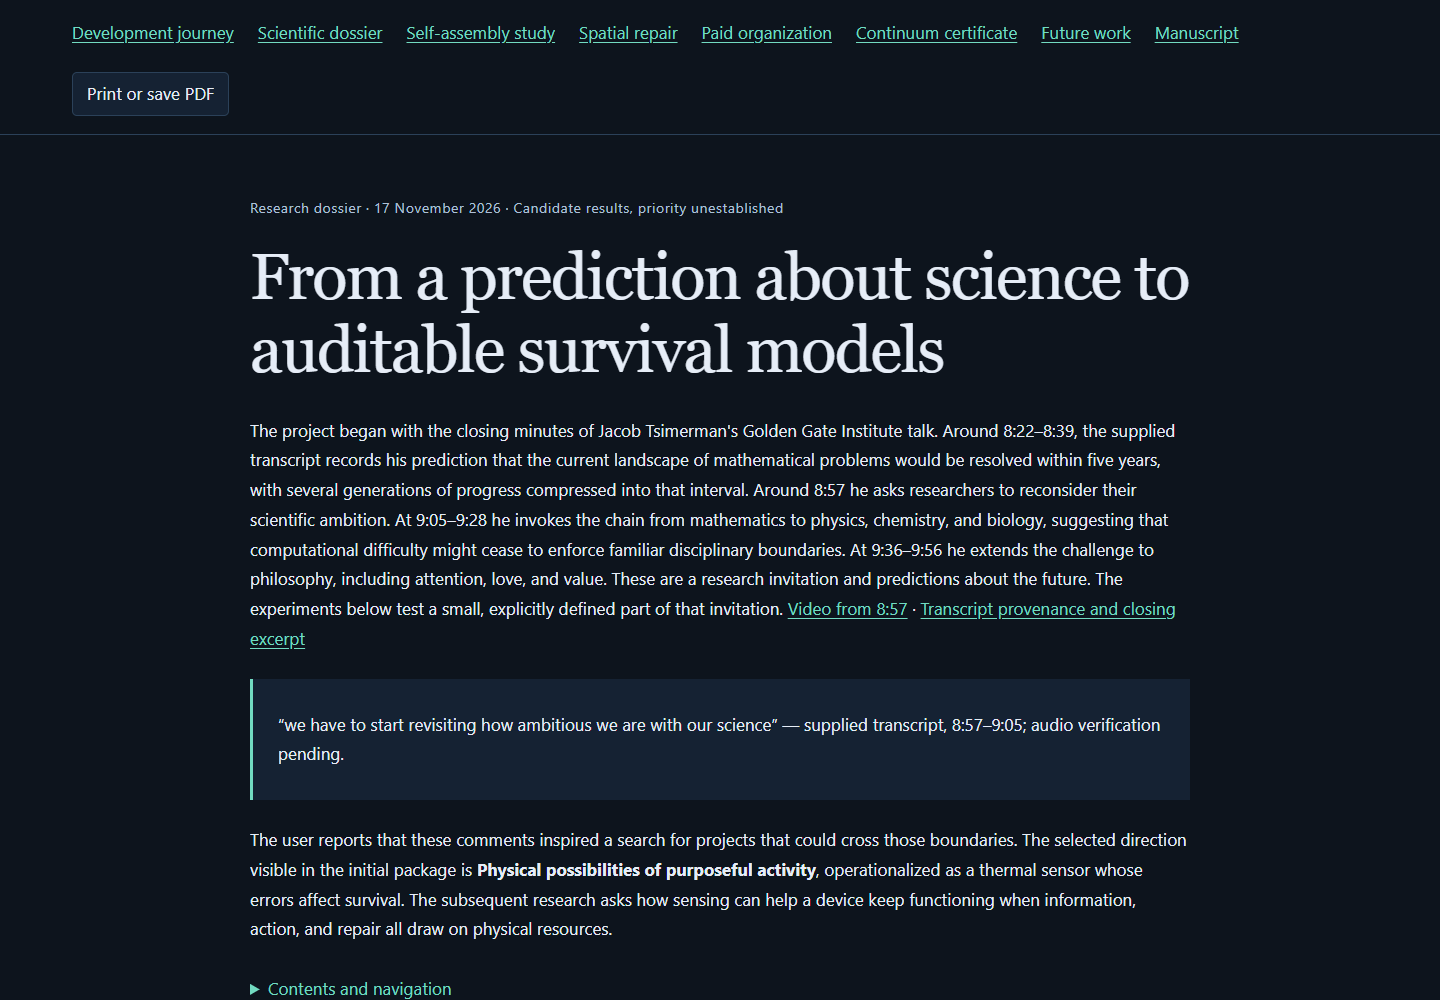 Development journey Scientific dossier Self-assembly study Spatial repair Paid organization Continuum certificate Future work Manuscript
Print or save PDF
Research dossier · 17 November 2026 · Candidate results, priority unestablished
From a prediction about science to
auditable survival models
The project began with the closing minutes of Jacob Tsimerman's Golden Gate Institute talk. Around 8:22–8:39, the supplied
transcript records his prediction that the current landscape of mathematical problems would be resolved within five years,
with several generations of progress compressed into that interval. Around 8:57 he asks researchers to reconsider their
scientific ambition. At 9:05–9:28 he invokes the chain from mathematics to physics, chemistry, and biology, suggesting that
computational difficulty might cease to enforce familiar disciplinary boundaries. At 9:36–9:56 he extends the challenge to
philosophy, including attention, love, and value. These are a research invitation and predictions about the future. The
experiments below test a small, explicitly defined part of that invitation. Video from 8:57 · Transcript provenance and closing
excerpt
“we have to start revisiting how ambitious we are with our science” — supplied transcript, 8:57–9:05; audio verification
pending.
The user reports that these comments inspired a search for projects that could cross those boundaries. The selected direction
visible in the initial package is Physical possibilities of purposeful activity, operationalized as a thermal sensor whose
errors affect survival. The subsequent research asks how sensing can help a device keep functioning when information,
action, and repair all draw on physical resources.
Contents and navigation